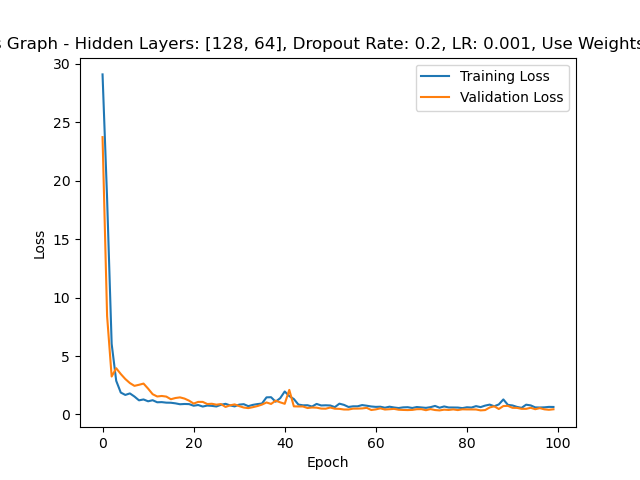 Graph - Hidden Layers: [128, 64], Dropout Rate: 0.2, LR: 0.001, Use Weights
Training Loss
Validation Loss
30
25
20
15
10
5
0
Loss
0 20 40 60 80 100
Epoch